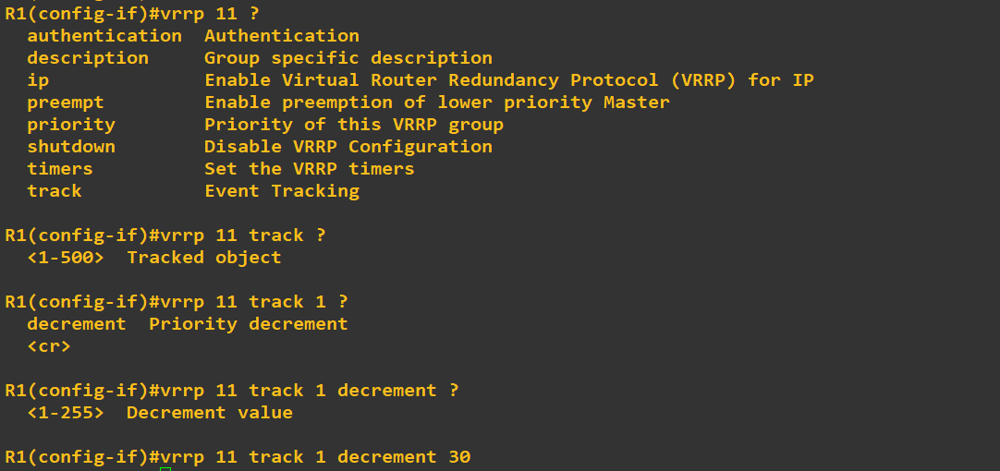 R1(config-if)#vrrp 11 ?
  authentication  Authentication
  description     Group specific description
  ip              Enable Virtual Router Redundancy Protocol (VRRP) for IP
  preempt         Enable preemption of lower priority Master
  priority        Priority of this VRRP group
  shutdown        Disable VRRP Configuration
  timers          Set the VRRP timers
  track           Event Tracking

R1(config-if)#vrrp 11 track ?
  <1-500>  Tracked object

R1(config-if)#vrrp 11 track 1 ?
  decrement  Priority decrement
  <cr>

R1(config-if)#vrrp 11 track 1 decrement ?
  <1-255>  Decrement value

R1(config-if)#vrrp 11 track 1 decrement 30